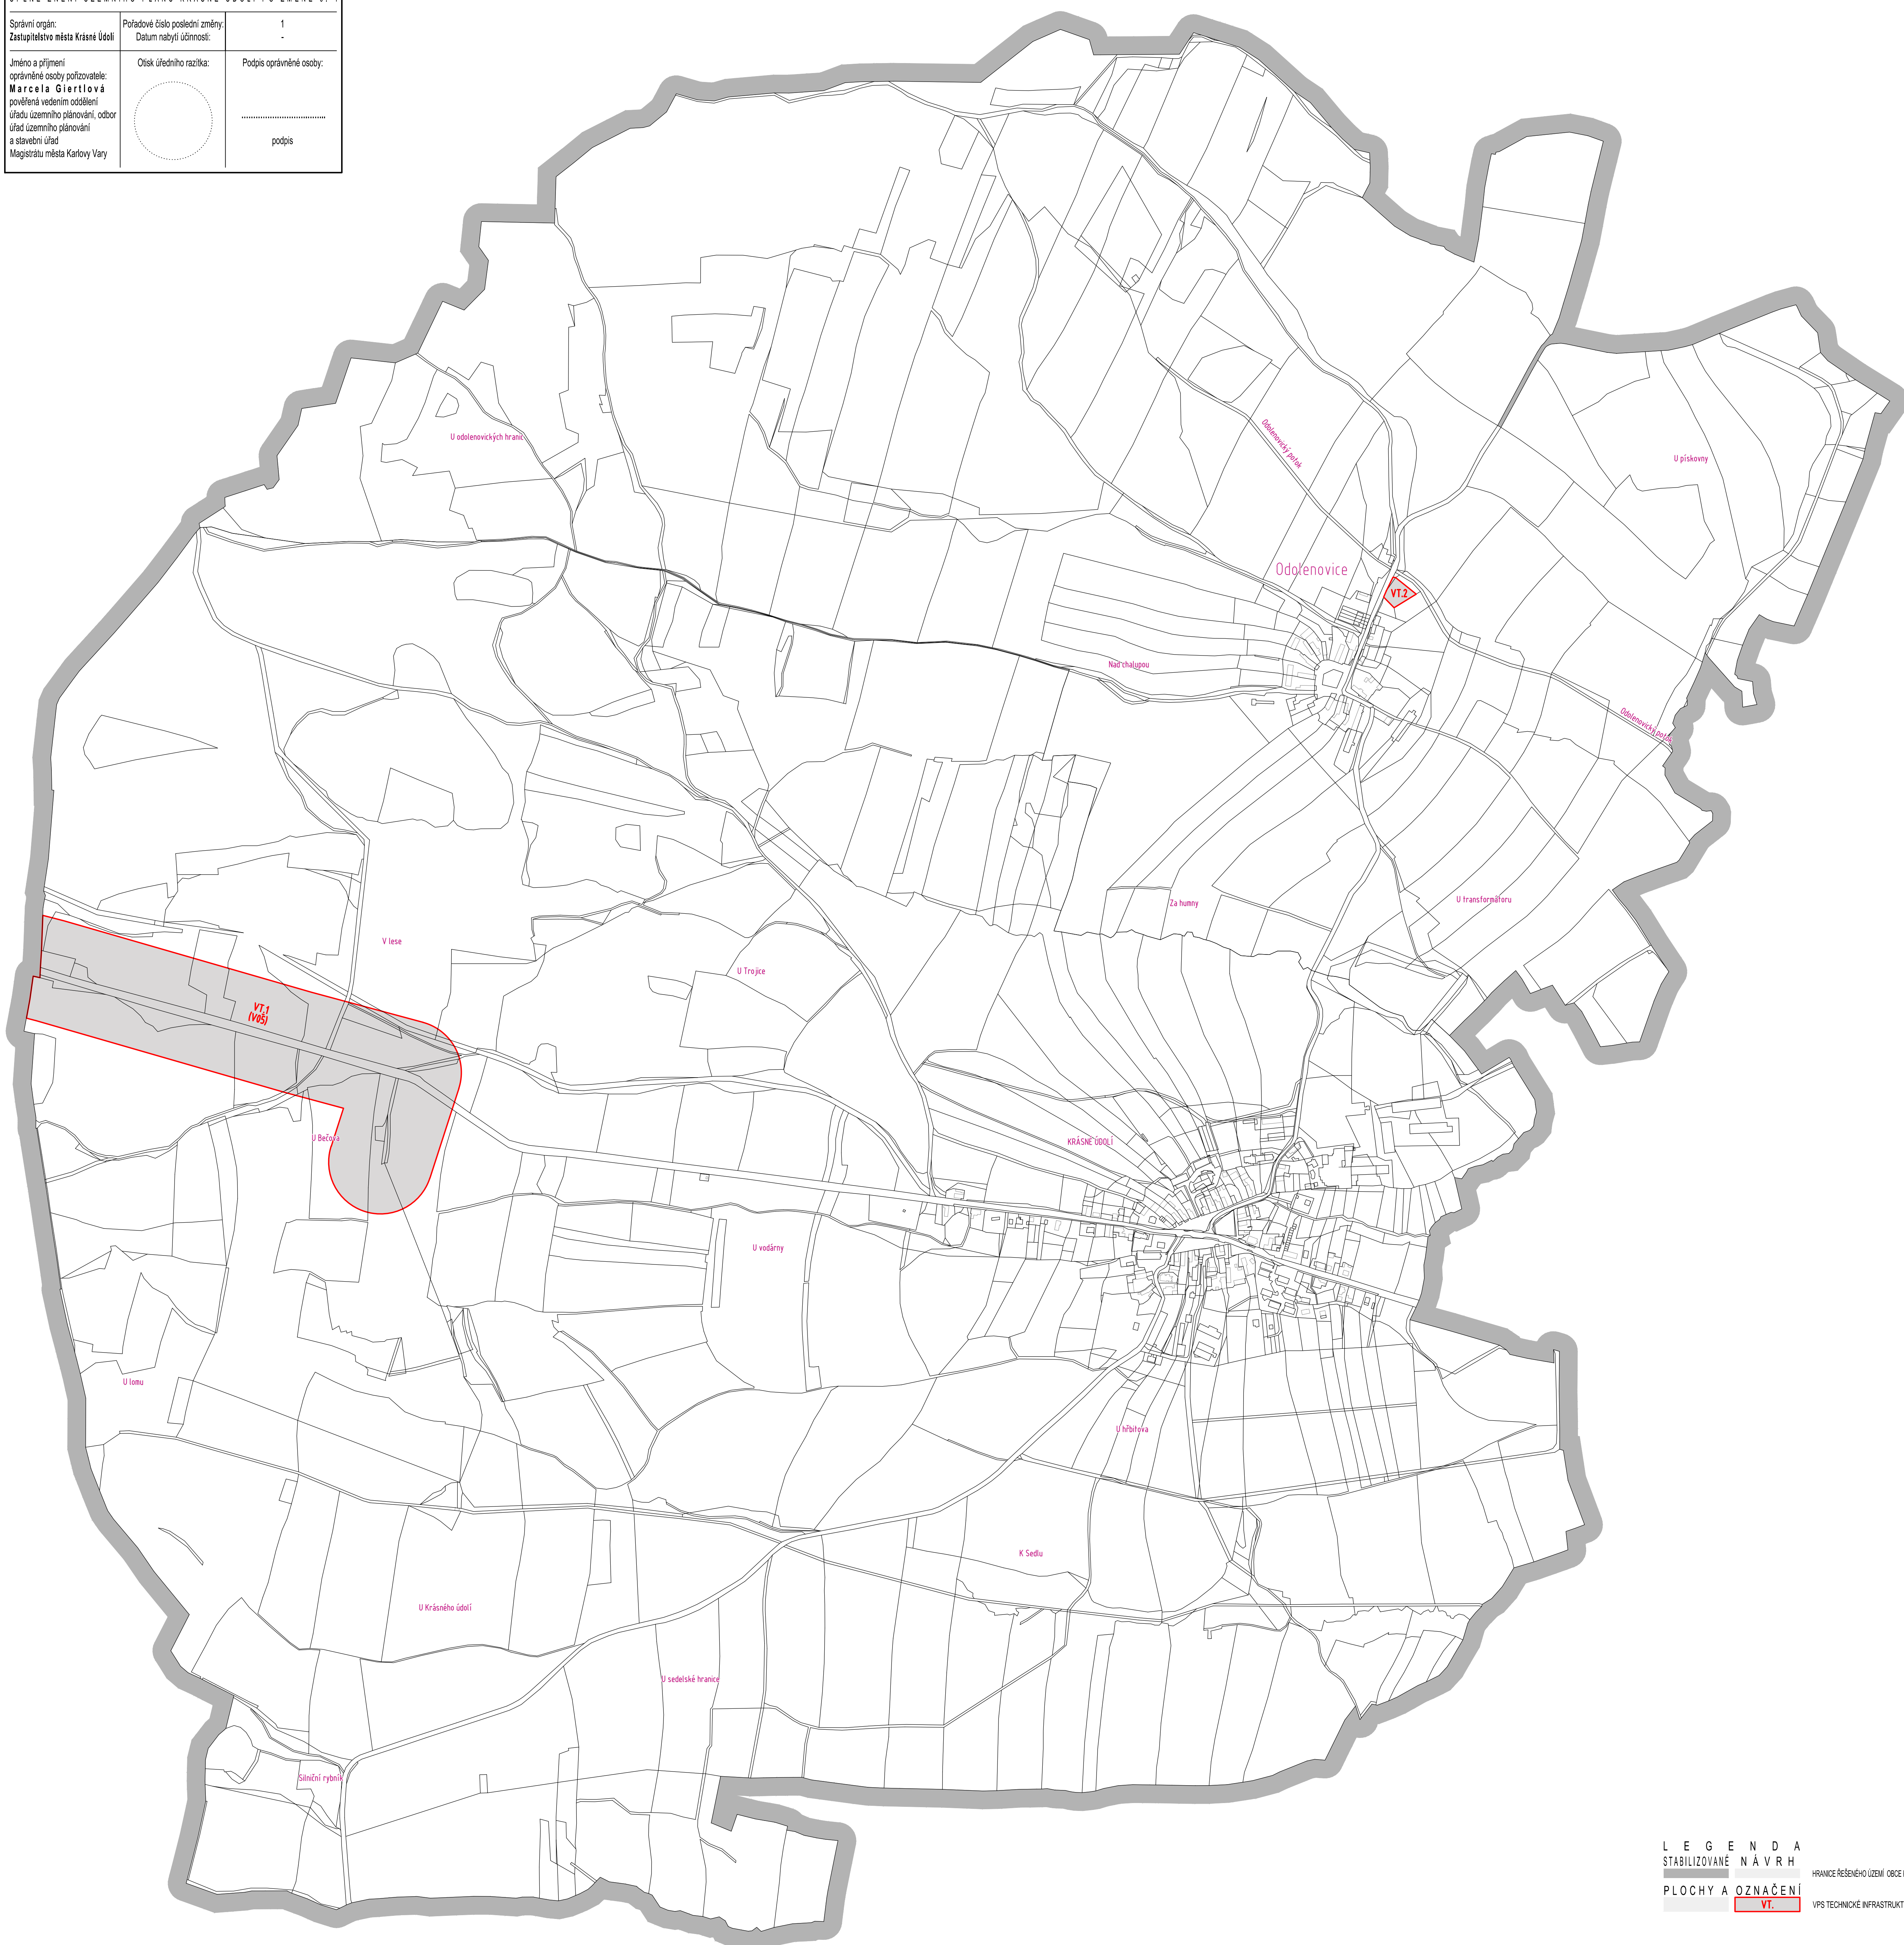 Správní orgán:
Zastupitelstvo města Krásné Údolí
Pořadové číslo poslední změny:
Datum nabytí účinnosti:
1
-
Jméno a příjmení
oprávněné osoby pořizovatele:
Marcela Giertlová
pověřená vedením oddělení
úřadu územního plánování, odbor
úřad územního plánování
a stavební úřad
Magistrátu města Karlovy Vary
Otisk úředního razítka:
Podpis oprávněné osoby:
podpis
U odolenovických hranic
Odolenovický potok
U pískovny
Odolenovice
VT.2
Nad chalupou
Odolenovický potok
Za humny
U transformátoru
V lese
U Trojice
VT.1
(VOŠ)
U Bečova
KRÁSNÉ ÚDOLÍ
U vodárny
U lomu
U hřbitova
K Sedlu
U Krásného údolí
U sedelské hranice
Silniční rybník
LEGENDA
STABILIZOVANÉ NÁVRH
HRANICE ŘEŠENÉHO ÚZEMÍ OBCE
PLOCHY A OZNAČENÍ
VT.
VPS TECHNICKÉ